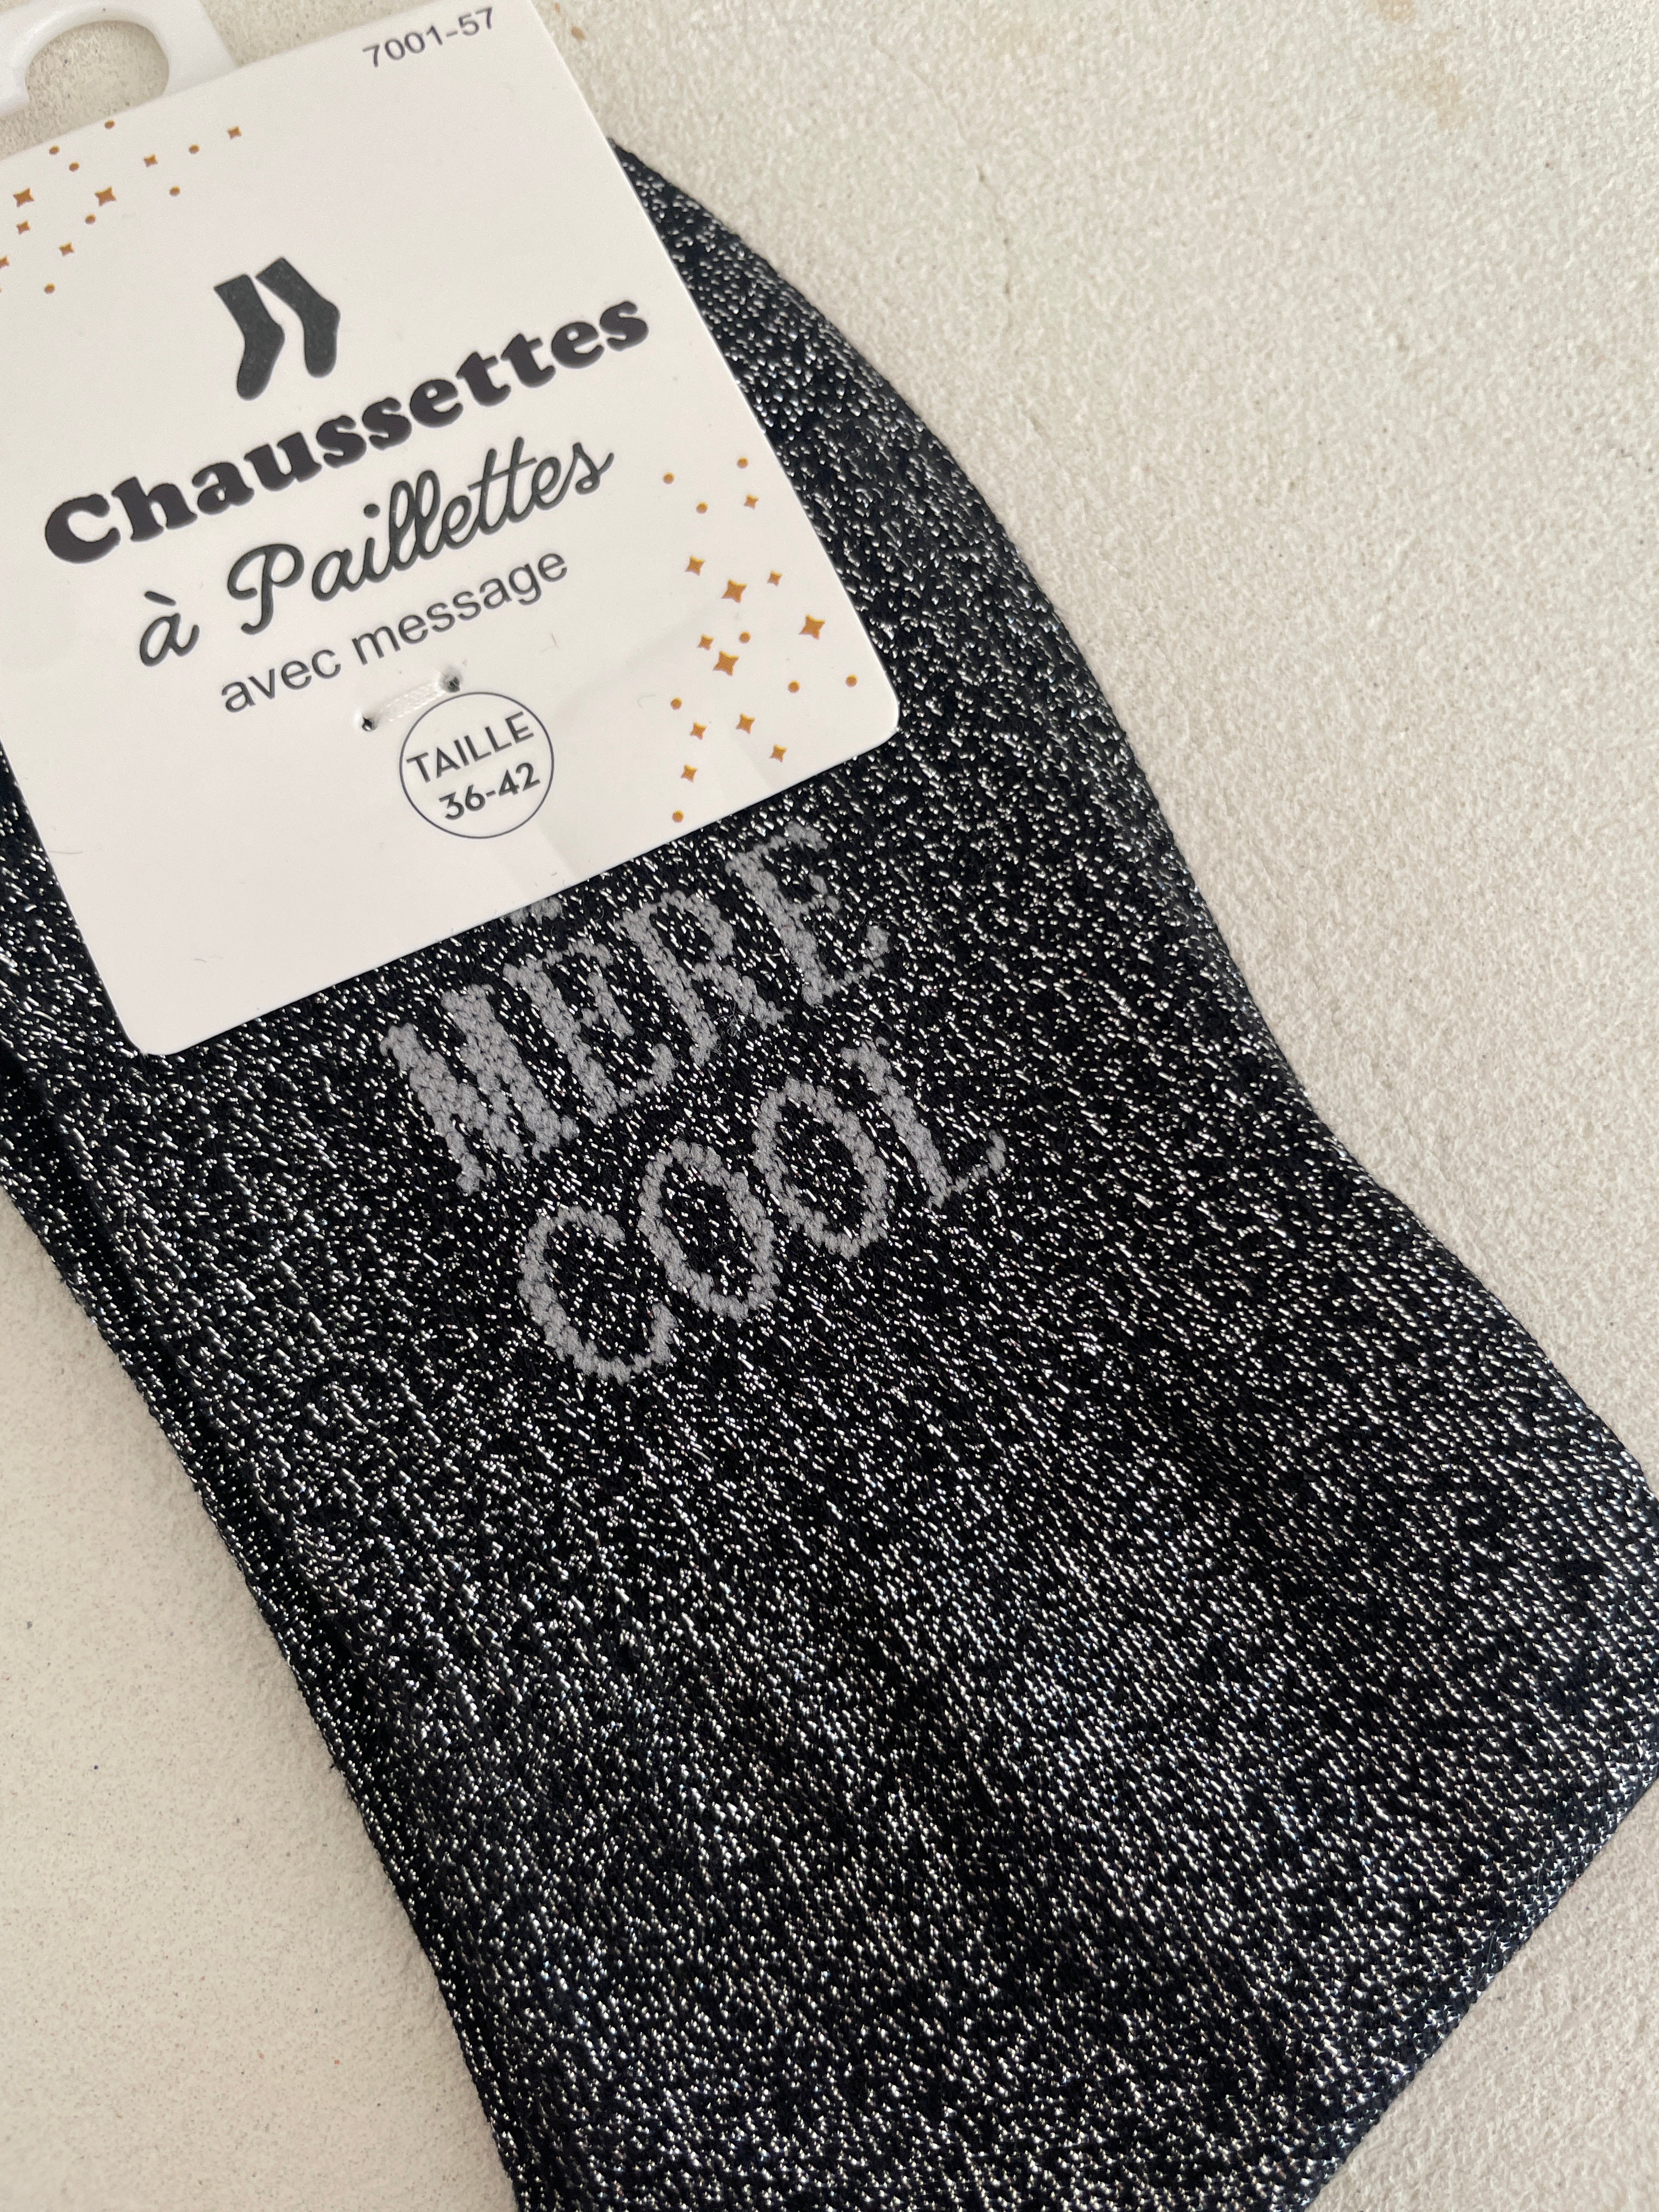 7001-57
Chaussettes
à Paillettes
avec message
TAILLE
36-42
MÈRE
COOL